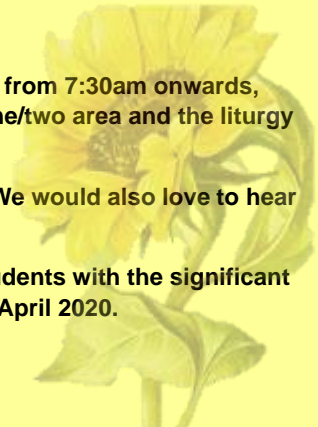 from 7:30am onwards,
ne/two area and the liturgy
We would also love to hear
udents with the significant
April 2020.